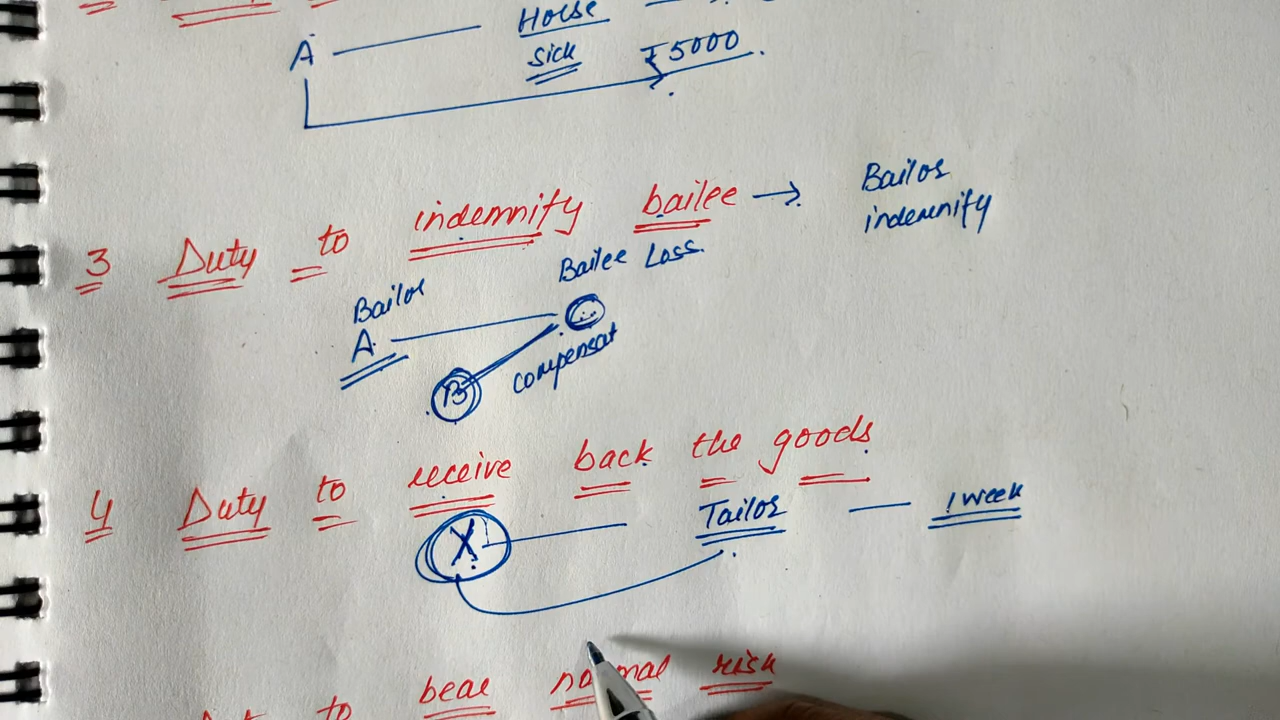 Horse
A
Sick
₹5000
3 Duty to indemnify bailee →
Bailor
indemnify
Bailee Loss.
Bailor
A
B
compensat
4 Duty to receive back the goods
X
Tailor
1 week
to bear normal risk